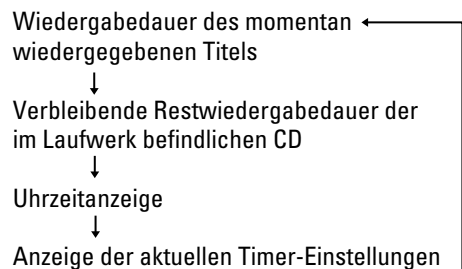 Wiedergabedauer des momentan
wiedergegebenen Titels
Verbleibende Restwiedergabedauer der
im Laufwerk befindlichen CD
Uhrzeitanzeige
Anzeige der aktuellen Timer-Einstellungen